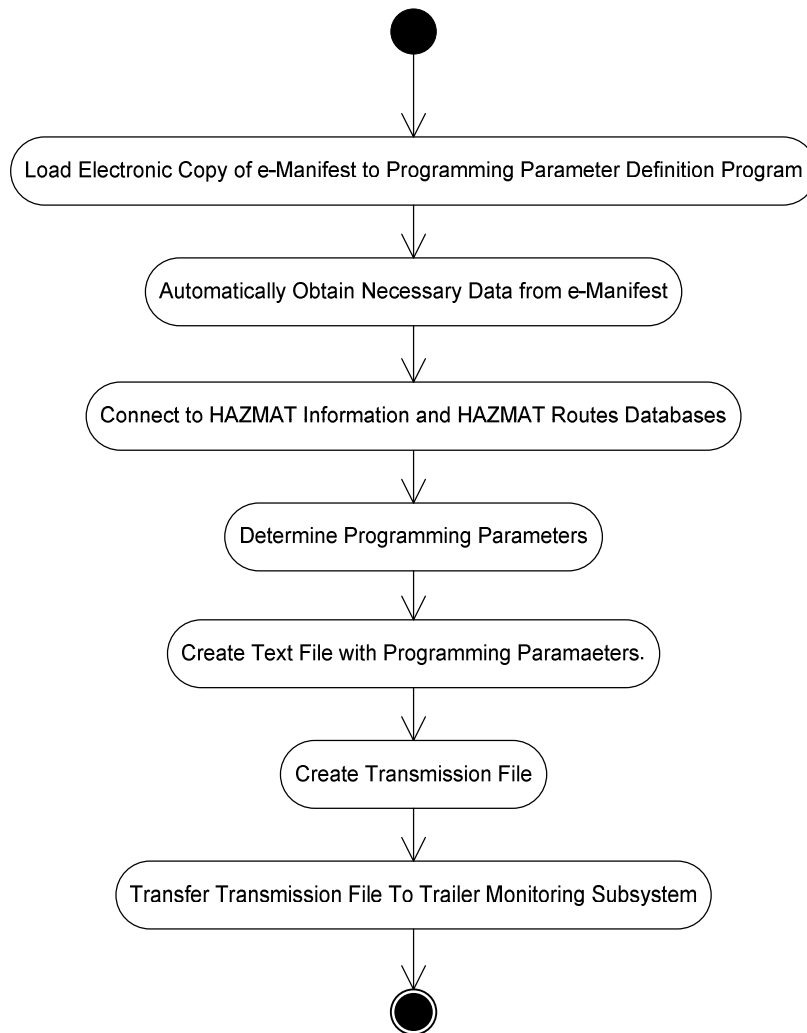 Load Electronic Copy of e-Manifest to Programming Parameter Definition Program
Automatically Obtain Necessary Data from e-Manifest
Connect to HAZMAT Information and HAZMAT Routes Databases
Determine Programming Parameters
Create Text File with Programming Paramaeters.
Create Transmission File
Transfer Transmission File To Trailer Monitoring Subsystem